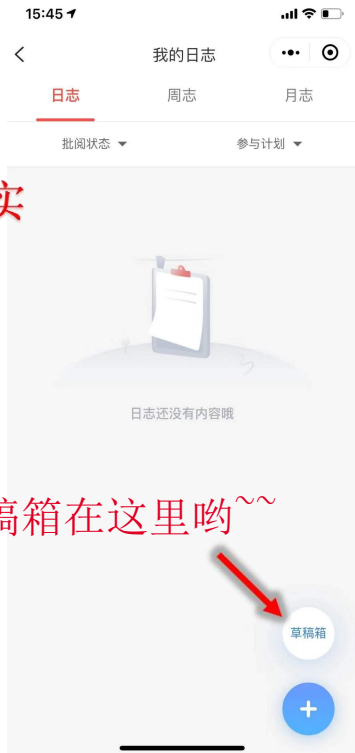 15:45
我的日志
日志 周志 月志
批阅状态 参与计划
实
日志还没有内容哦
稿箱在这里哟~~
草稿箱